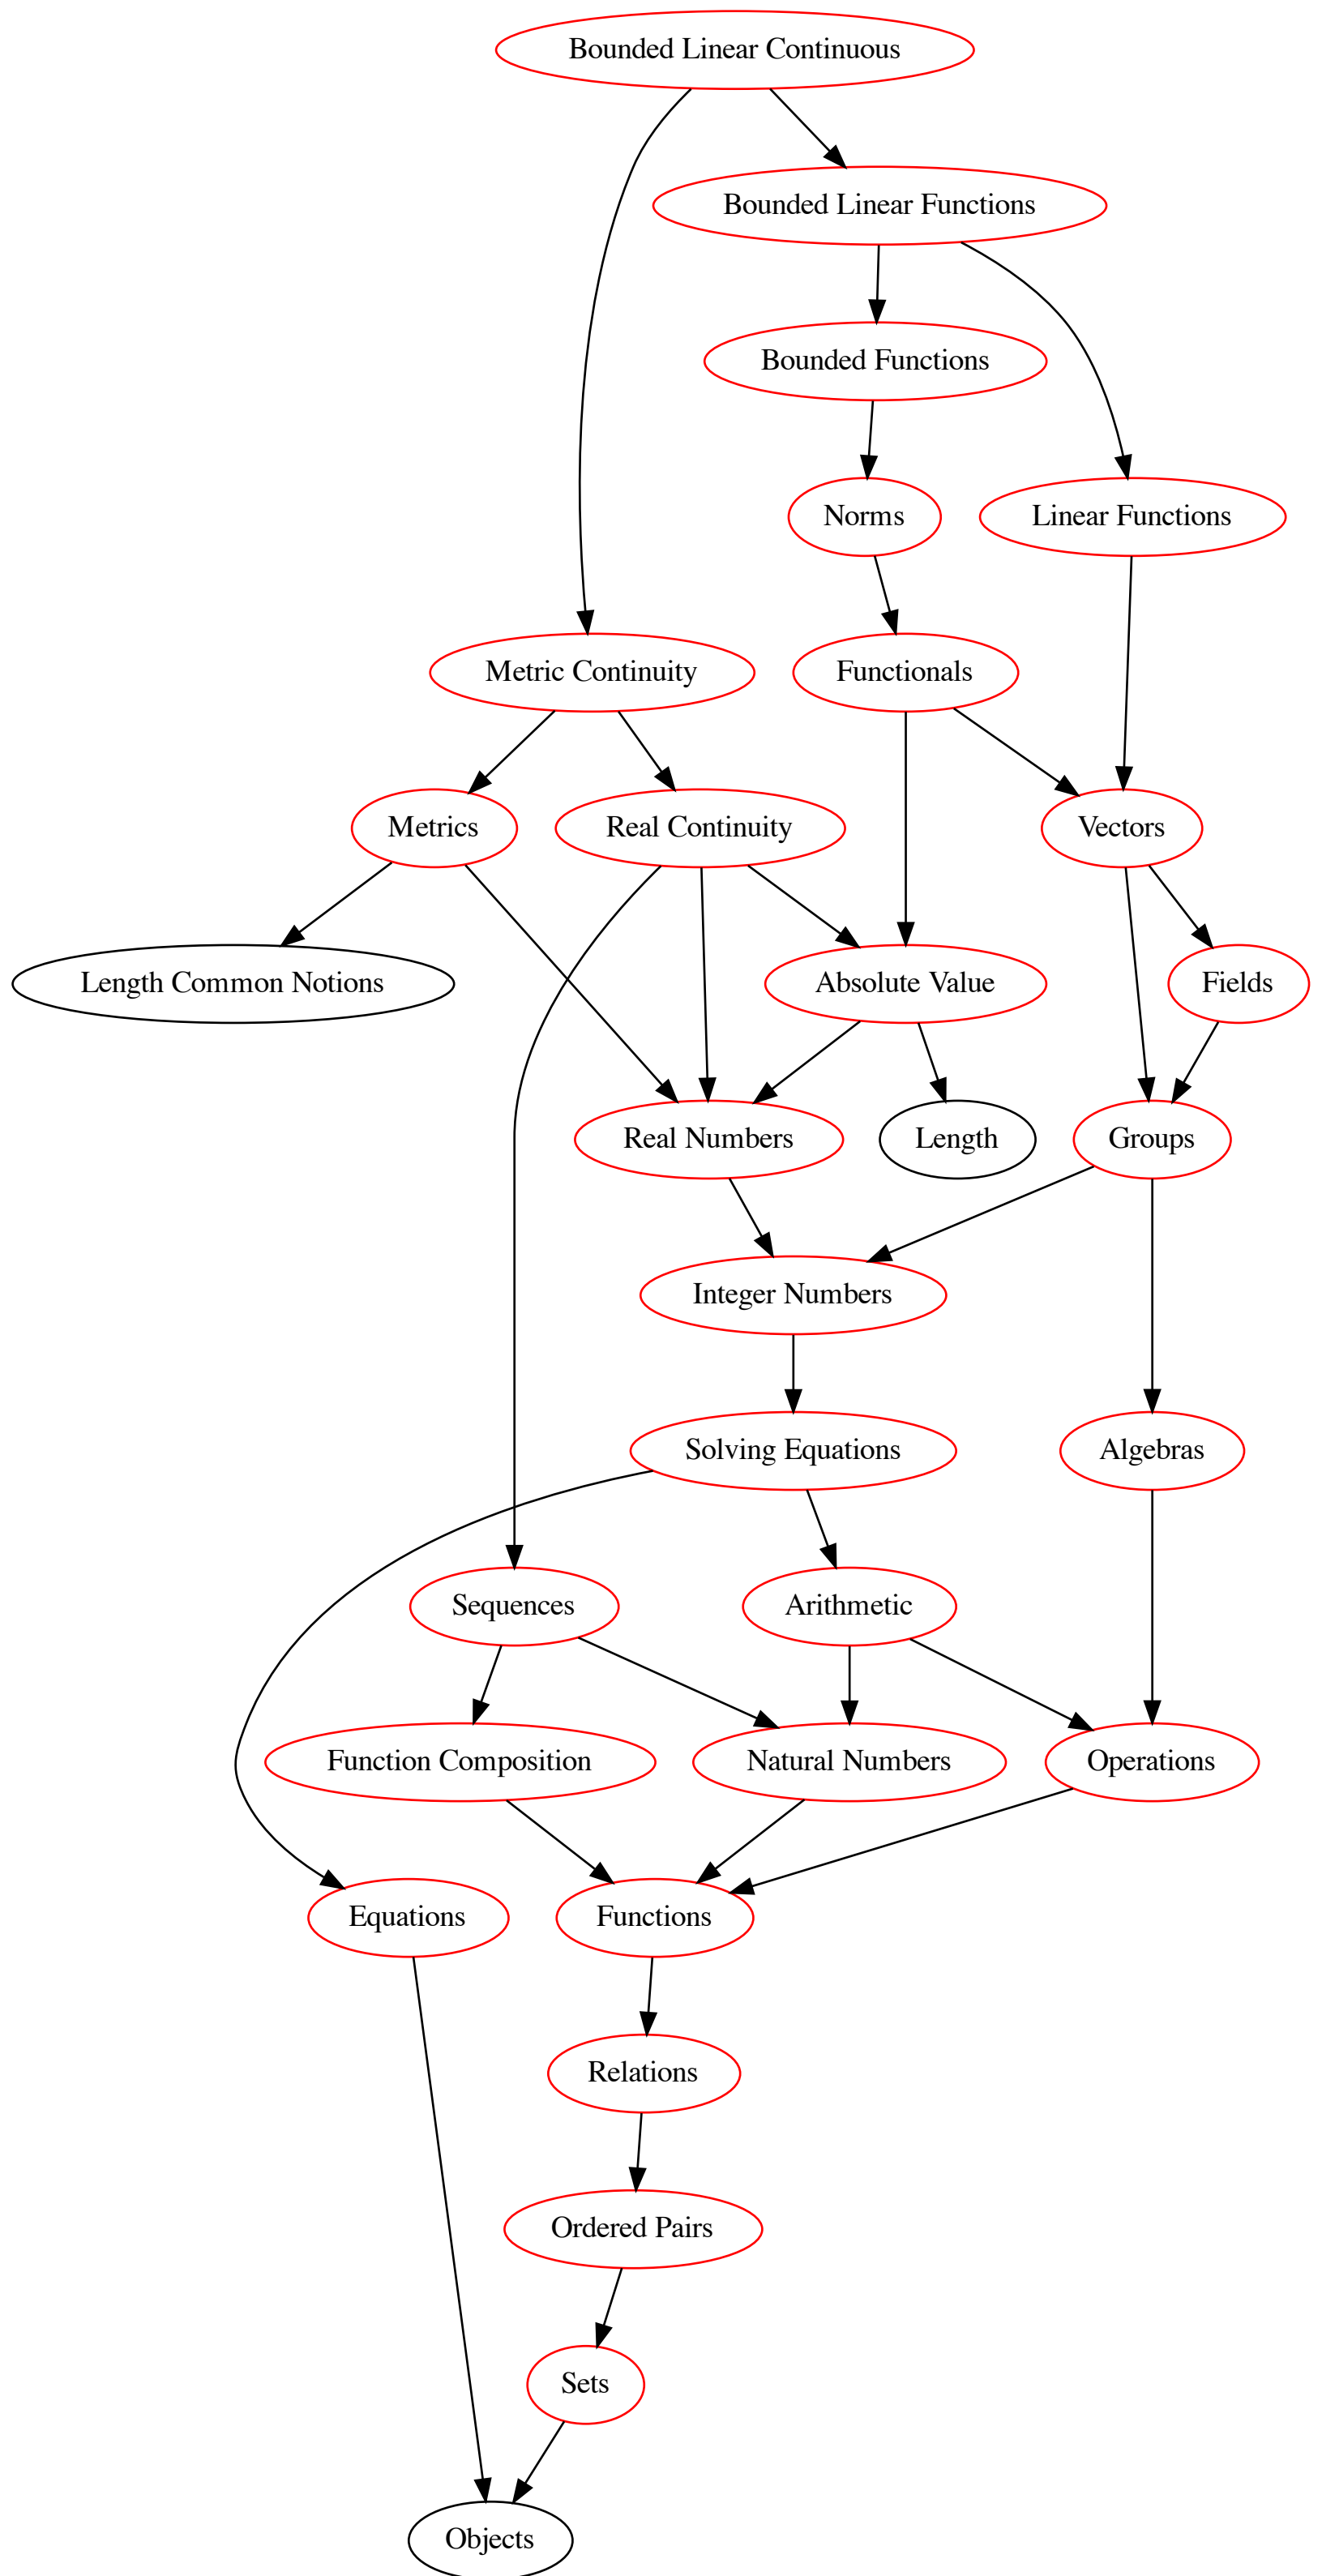 Bounded Linear Continuous
Bounded Linear Functions
Bounded Functions
Norms
Linear Functions
Metric Continuity
Functionals
Metrics
Real Continuity
Vectors
Length Common Notions
Absolute Value
Fields
Real Numbers
Length
Groups
Integer Numbers
Solving Equations
Algebras
Sequences
Arithmetic
Function Composition
Natural Numbers
Operations
Equations
Functions
Relations
Ordered Pairs
Sets
Objects